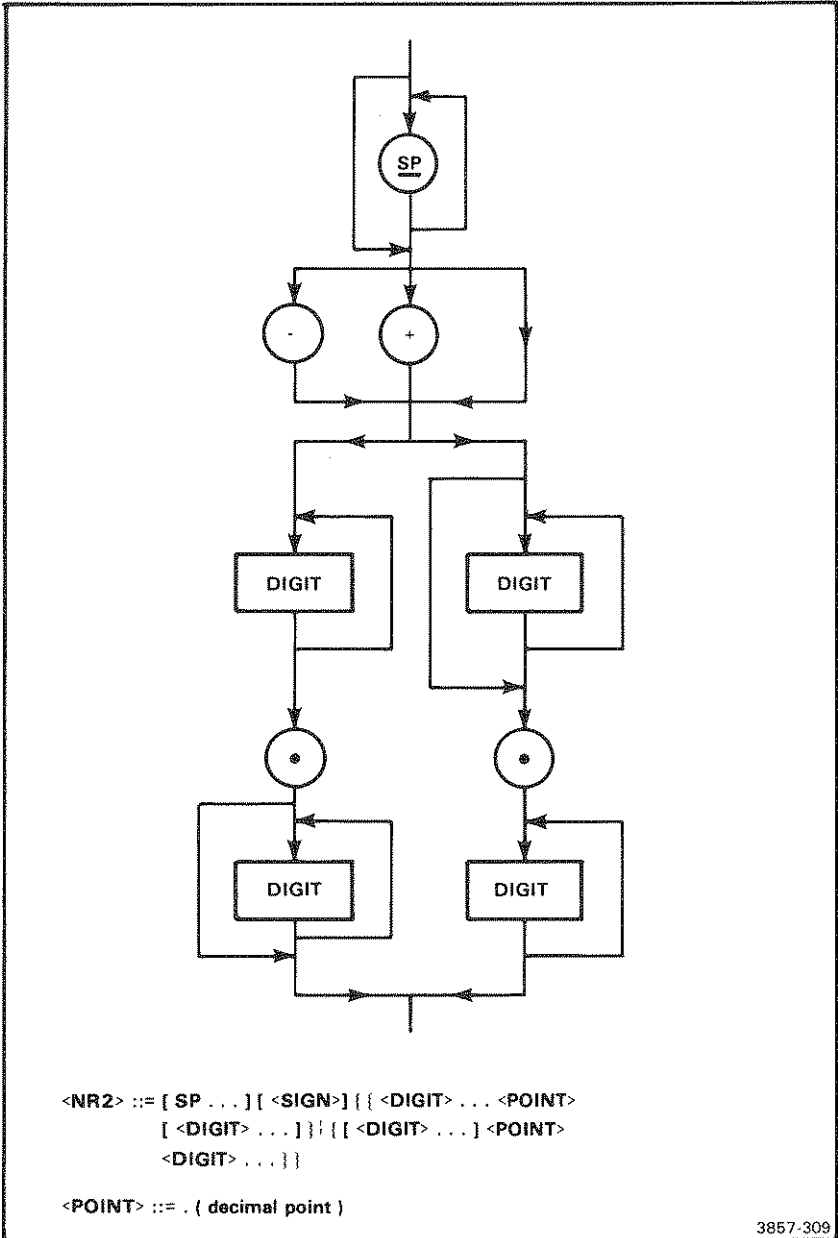 SP
- +
DIGIT DIGIT
DIGIT DIGIT
<NR2> ::= [ SP . . . ] [ <SIGN>] { { <DIGIT> . . . <POINT>
[ <DIGIT> . . . ] } ¦ { [ <DIGIT> . . . ] <POINT>
<DIGIT> . . . } }
<POINT> ::= . ( decimal point )
3857-309